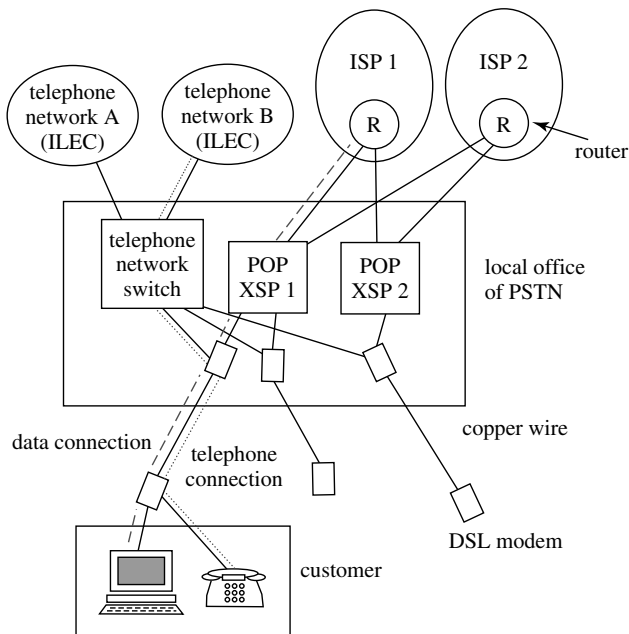 telephone
network A
(ILEC)
telephone
network B
(ILEC)
ISP 1
R
ISP 2
R
router
telephone
network
switch
POP
XSP 1
POP
XSP 2
local office
of PSTN
data connection
telephone
connection
copper wire
DSL modem
customer